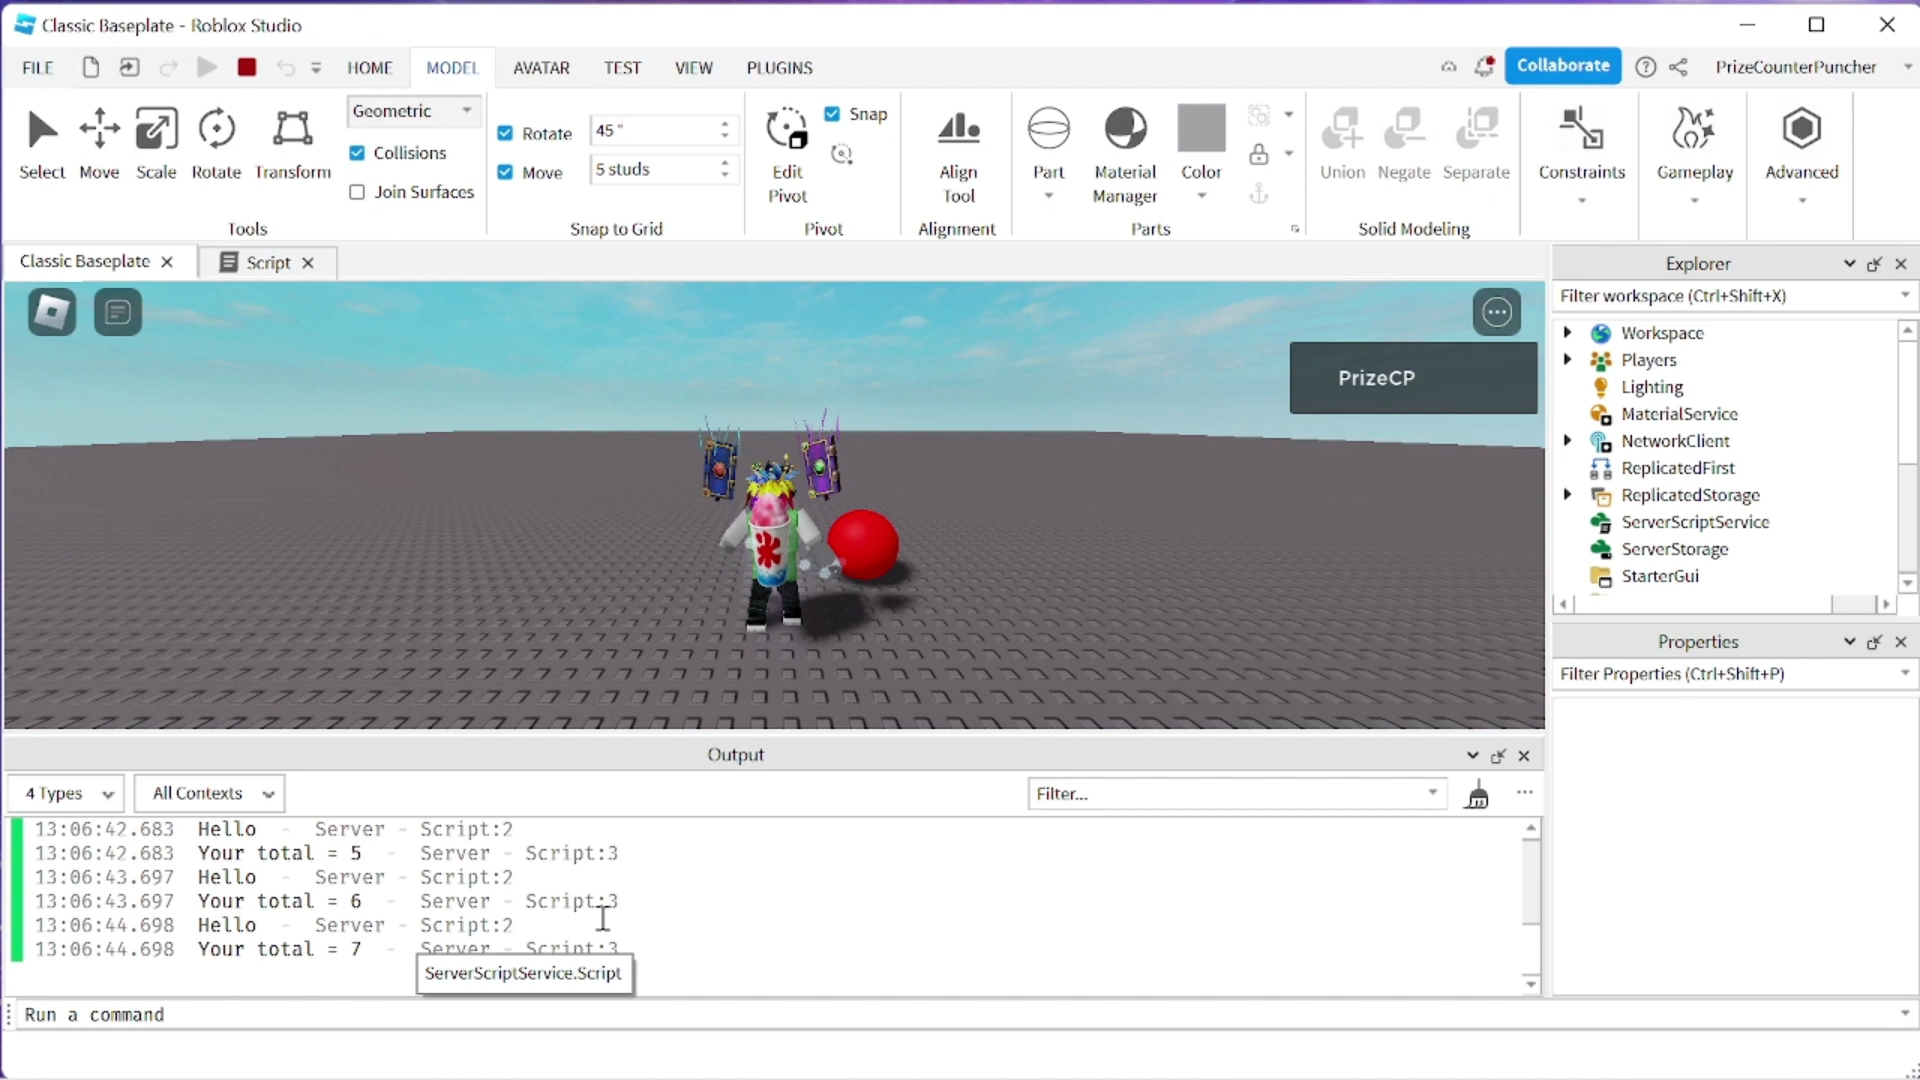 Classic Baseplate - Roblox Studio
FILE HOME MODEL AVATAR TEST VIEW PLUGINS Collaborate PrizeCounterPuncher
Select Move Scale Rotate Transform
Geometric
Collisions
Join Surfaces
Tools
Rotate 45 °
Move 5 studs
Snap to Grid
Edit Pivot
Snap
Pivot
Align Tool
Alignment
Part Material Manager Color
Parts
Union Negate Separate
Solid Modeling
Constraints
Gameplay
Advanced
Classic Baseplate Script
PrizeCP
Explorer
Filter workspace (Ctrl+Shift+X)
Workspace
Players
Lighting
MaterialService
NetworkClient
ReplicatedFirst
ReplicatedStorage
ServerScriptService
ServerStorage
StarterGui
Properties
Filter Properties (Ctrl+Shift+P)
Output
4 Types All Contexts Filter...
13:06:42.683 Hello - Server - Script:2
13:06:42.683 Your total = 5 - Server - Script:3
13:06:43.697 Hello - Server - Script:2
13:06:43.697 Your total = 6 - Server - Script:3
13:06:44.698 Hello - Server - Script:2
13:06:44.698 Your total = 7 - Server - Script:3
ServerScriptService.Script
Run a command